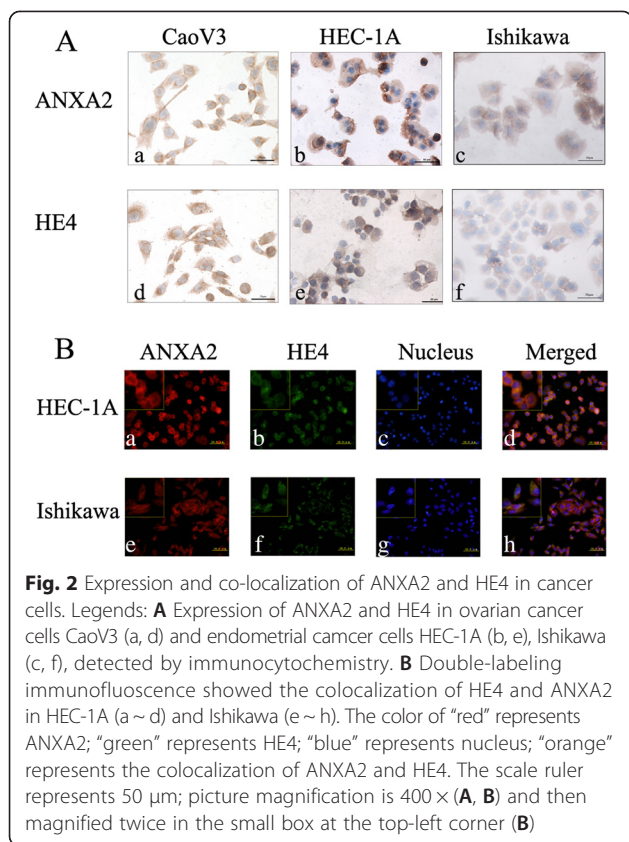 A
CaoV3 HEC-1A Ishikawa
ANXA2
a b c
HE4
d e f
B
ANXA2 HE4 Nucleus Merged
HEC-1A
a b c d
Ishikawa
e f g h
Fig. 2 Expression and co-localization of ANXA2 and HE4 in cancer
cells. Legends: A Expression of ANXA2 and HE4 in ovarian cancer
cells CaoV3 (a, d) and endometrial camcer cells HEC-1A (b, e), Ishikawa
(c, f), detected by immunocytochemistry. B Double-labeling
immunofluoscence showed the colocalization of HE4 and ANXA2
in HEC-1A (a ~ d) and Ishikawa (e ~ h). The color of “red” represents
ANXA2; “green” represents HE4; “blue” represents nucleus; “orange”
represents the colocalization of ANXA2 and HE4. The scale ruler
represents 50 μm; picture magnification is 400 × (A, B) and then
magnified twice in the small box at the top-left corner (B)